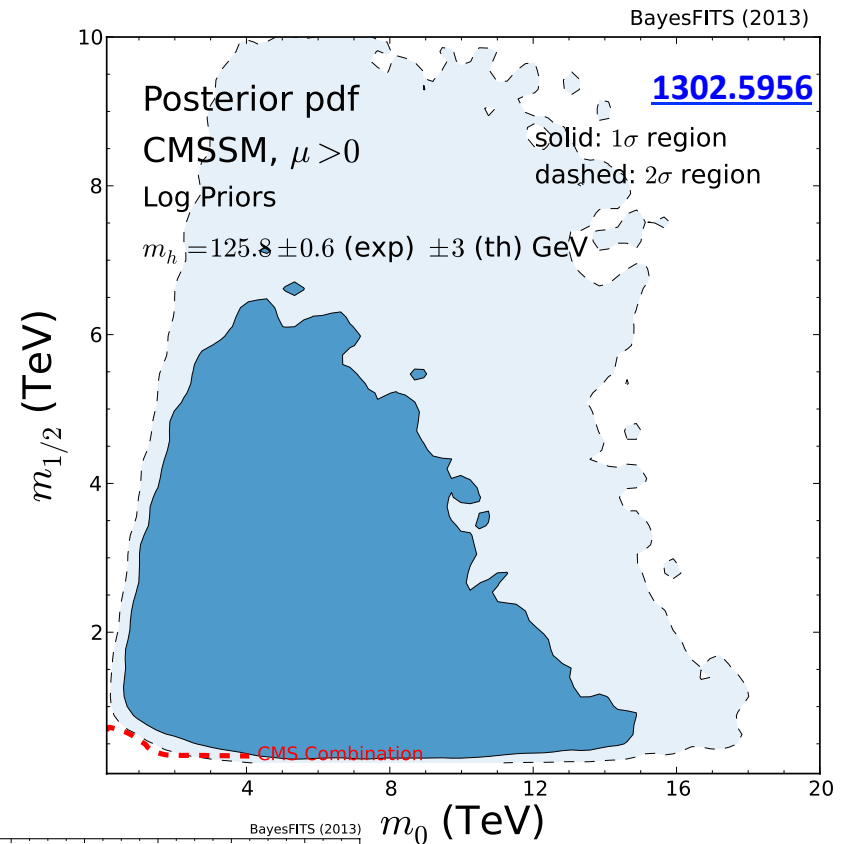 BayesFITS (2013)
1302.5956
Posterior pdf
CMSSM, μ >0
Log Priors
m_h =125.8 ±0.6 (exp) ±3 (th) GeV
solid: 1σ region
dashed: 2σ region
10
8
6
4
2
m_{1/2} (TeV)
CMS Combination
4 8 12 16 20
m_0 (TeV)
BayesFITS (2013)